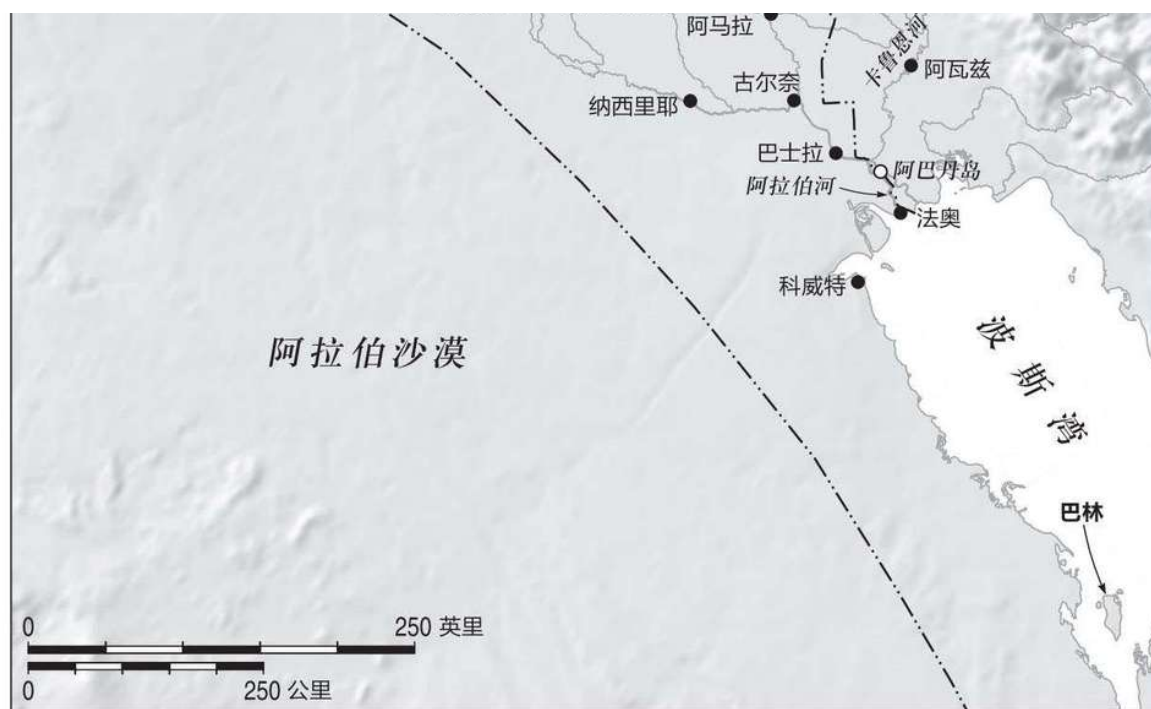 阿马拉
卡鲁恩河
阿瓦兹
古尔奈
纳西里耶
巴士拉
阿巴丹岛
阿拉伯河
法奥
科威特
阿拉伯沙漠
波斯湾
巴林
0 250 英里
0 250 公里